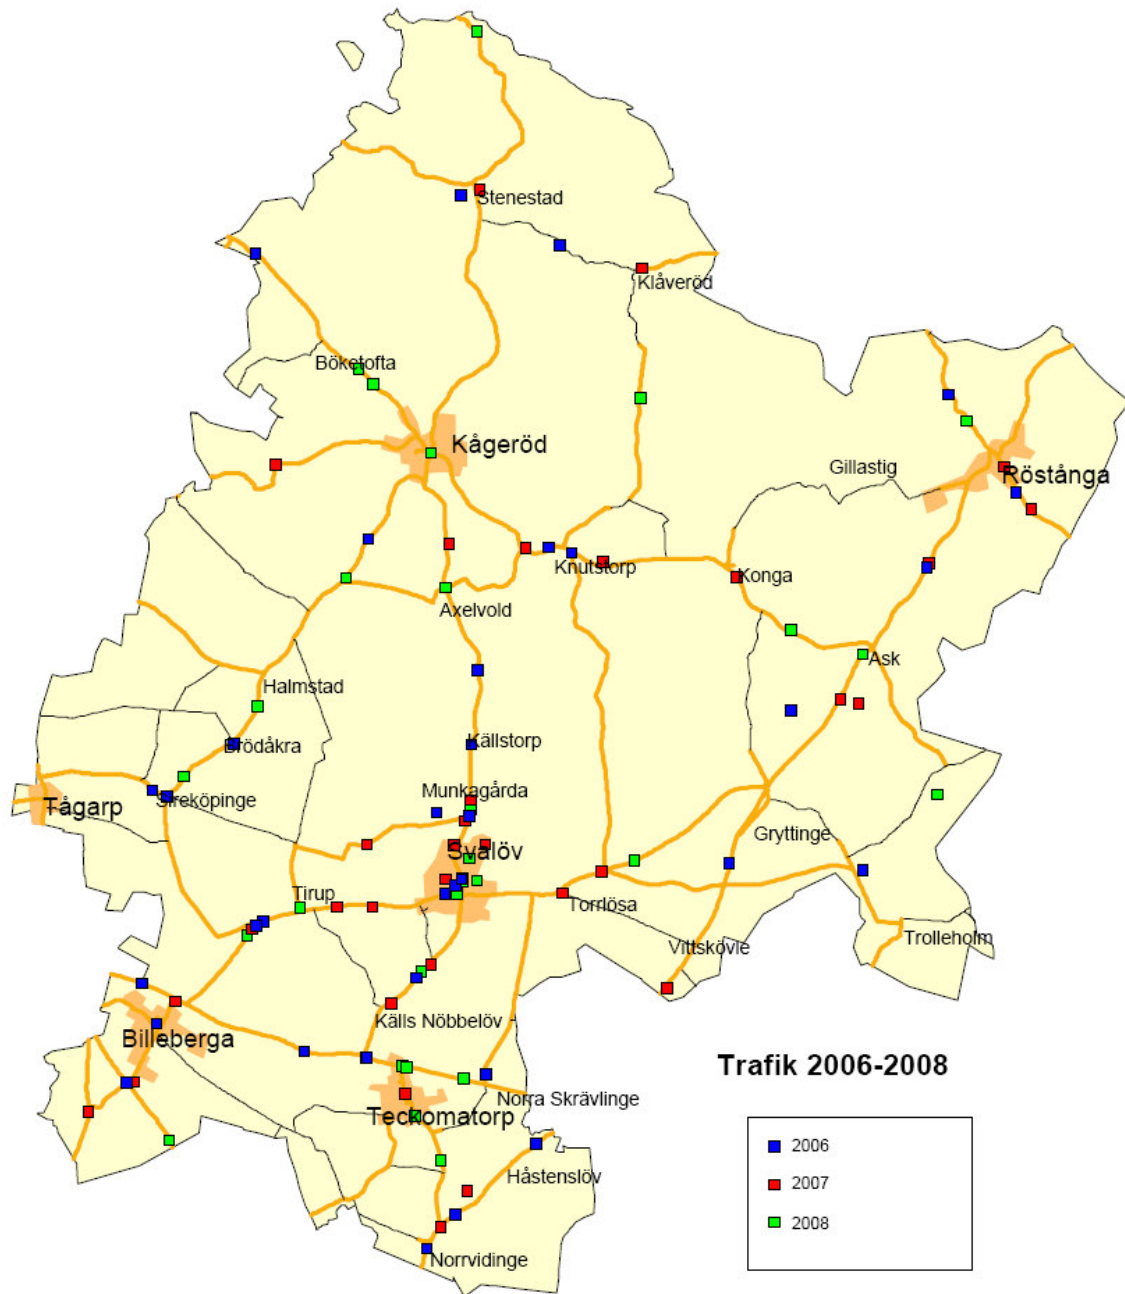 Stenestad
Klåveröd
Böketofta
Kågeröd
Gillastig
Röstånga
Knutstorp
Konga
Axelvold
Ask
Halmstad
Källstorp
Brödåkra
Munkagårda
Sireköpinge
Tågarp
Gryttinge
Svalöv
Tirup
Torrlösa
Trolleholm
Vittskövle
Källs Nöbbelöv
Billeberga
Trafik 2006-2008
Norra Skrävlinge
Teckomatorp
2006
Håstenslöv
2007
2008
Norrvidinge